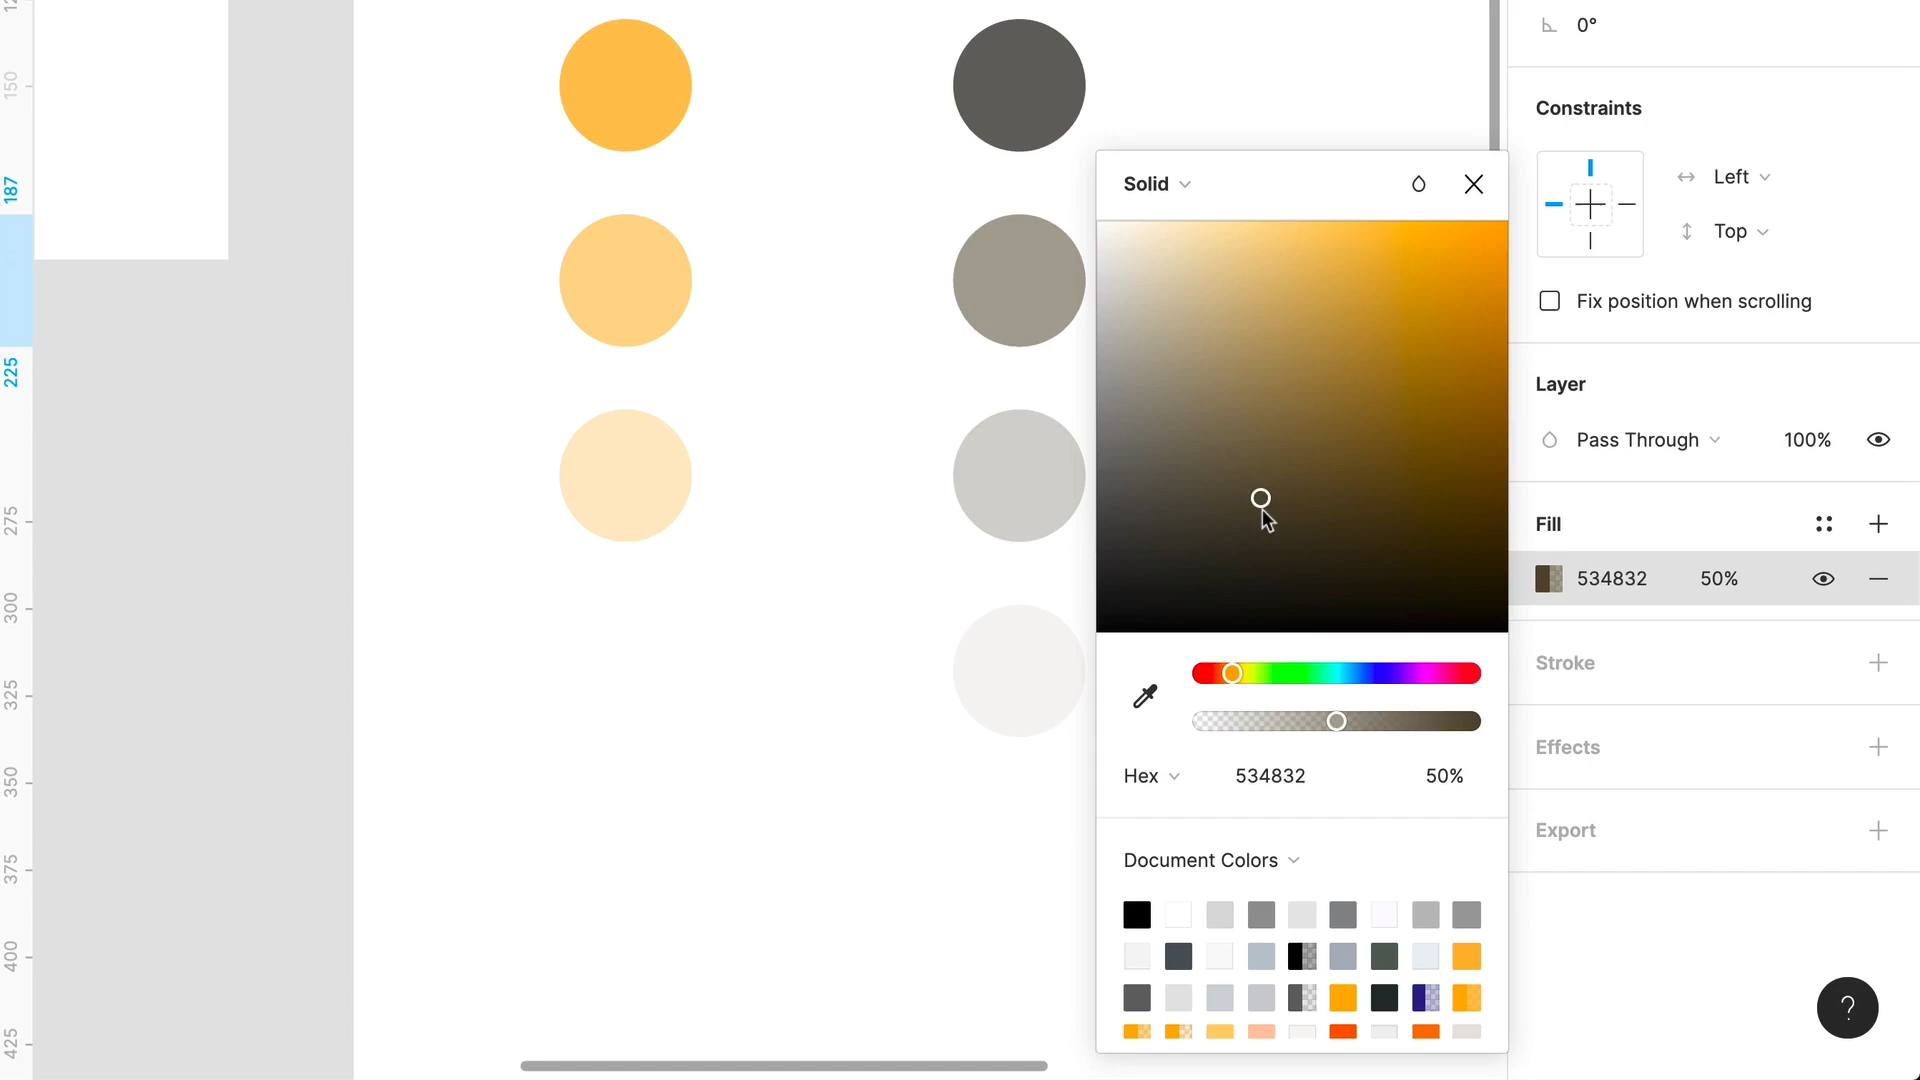 150
187
225
275
300
325
350
375
400
425
Solid
Hex
534832
50%
Document Colors
0°
Constraints
Left
Top
Fix position when scrolling
Layer
Pass Through
100%
Fill
534832
50%
Stroke
Effects
Export
?